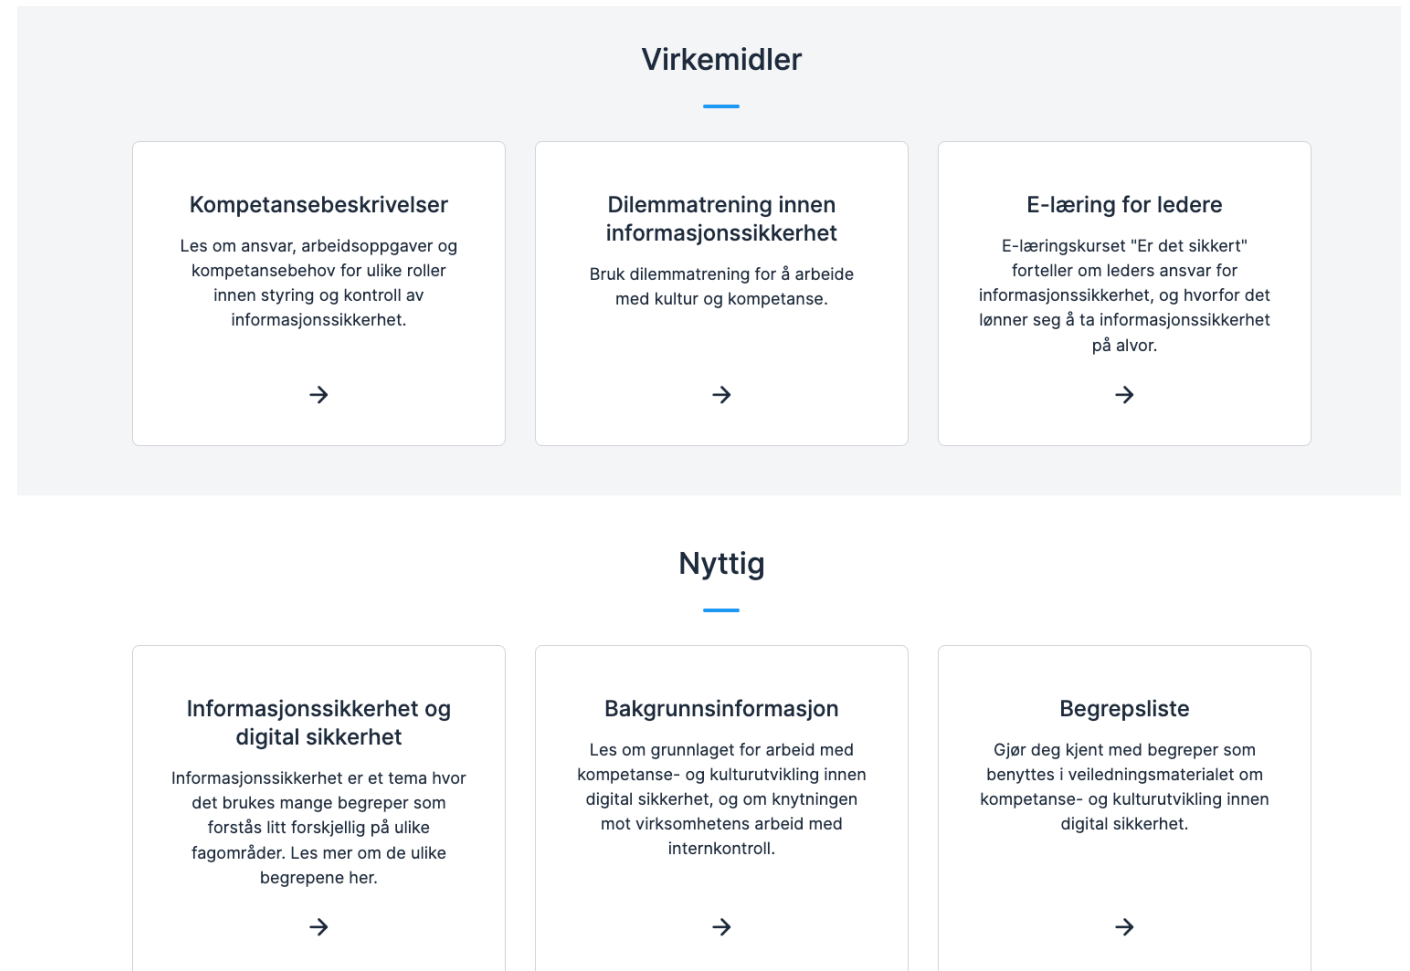 Virkemidler
Kompetansebeskrivelser
Les om ansvar, arbeidsoppgaver og
kompetansebehov for ulike roller
innen styring og kontroll av
informasjonssikkerhet.
Dilemmatrening innen
informasjonssikkerhet
Bruk dilemmatrening for å arbeide
med kultur og kompetanse.
E-læring for ledere
E-læringskurset "Er det sikkert"
forteller om leders ansvar for
informasjonssikkerhet, og hvorfor det
lønner seg å ta informasjonssikkerhet
på alvor.
Nyttig
Informasjonssikkerhet og
digital sikkerhet
Informasjonssikkerhet er et tema hvor
det brukes mange begreper som
forstås litt forskjellig på ulike
fagområder. Les mer om de ulike
begrepene her.
Bakgrunnsinformasjon
Les om grunnlaget for arbeid med
kompetanse- og kulturutvikling innen
digital sikkerhet, og om knytningen
mot virksomhetens arbeid med
internkontroll.
Begrepsliste
Gjør deg kjent med begreper som
benyttes i veiledningsmaterialet om
kompetanse- og kulturutvikling innen
digital sikkerhet.